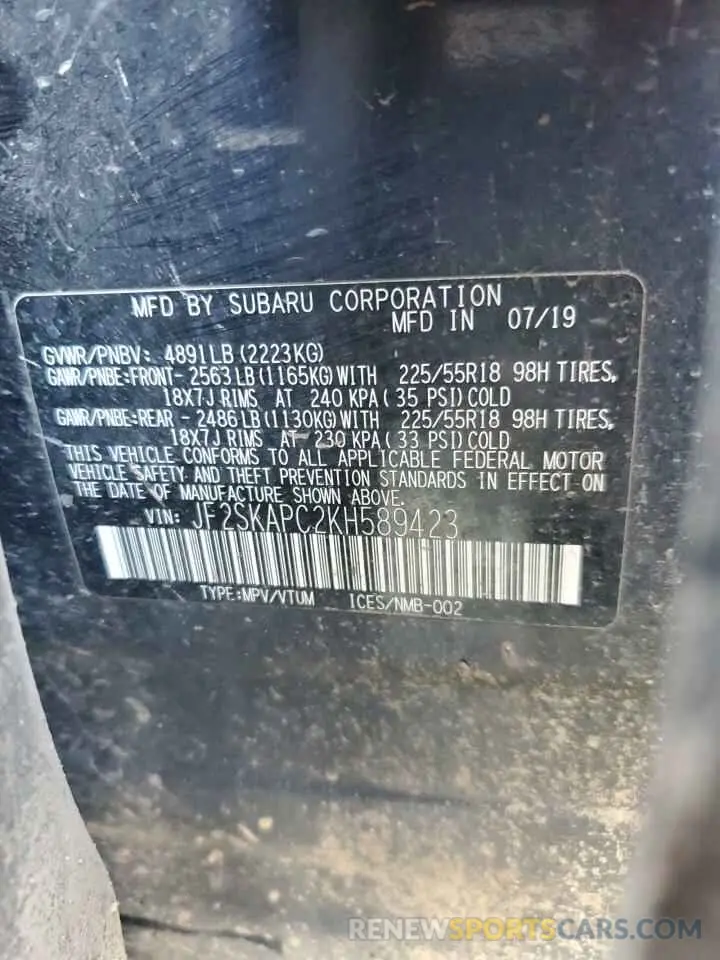 MFD BY SUBARU CORPORATION
MFD IN 07/19
GVWR/PNBV: 4891LB (2223KG)
GAWR/PNBE:FRONT- 2563LB (1165KG) WITH 225/55R18 98H TIRES,
18X7J RIMS AT 240 KPA ( 35 PSI) COLD
GAWR/PNBE:REAR - 2486LB (1130KG) WITH 225/55R18 98H TIRES,
18X7J RIMS AT 230 KPA ( 33 PSI) COLD
THIS VEHICLE CONFORMS TO ALL APPLICABLE FEDERAL MOTOR
VEHICLE SAFETY AND THEFT PREVENTION STANDARDS IN EFFECT ON
THE DATE OF MANUFACTURE SHOWN ABOVE.
VIN: JF2SKAPC2KH589423
TYPE:MPV/VTUM ICES/NMB-002
RENEWSPORTSCARS.COM